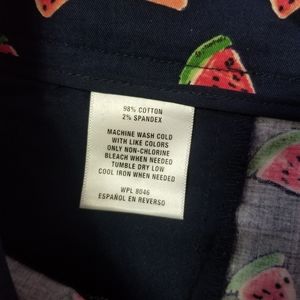 98% COTTON
2% SPANDEX
MACHINE WASH COLD
WITH LIKE COLORS
ONLY NON-CHLORINE
BLEACH WHEN NEEDED
TUMBLE DRY LOW
COOL IRON WHEN NEEDED
WPL 8046
ESPAÑOL EN REVERSO